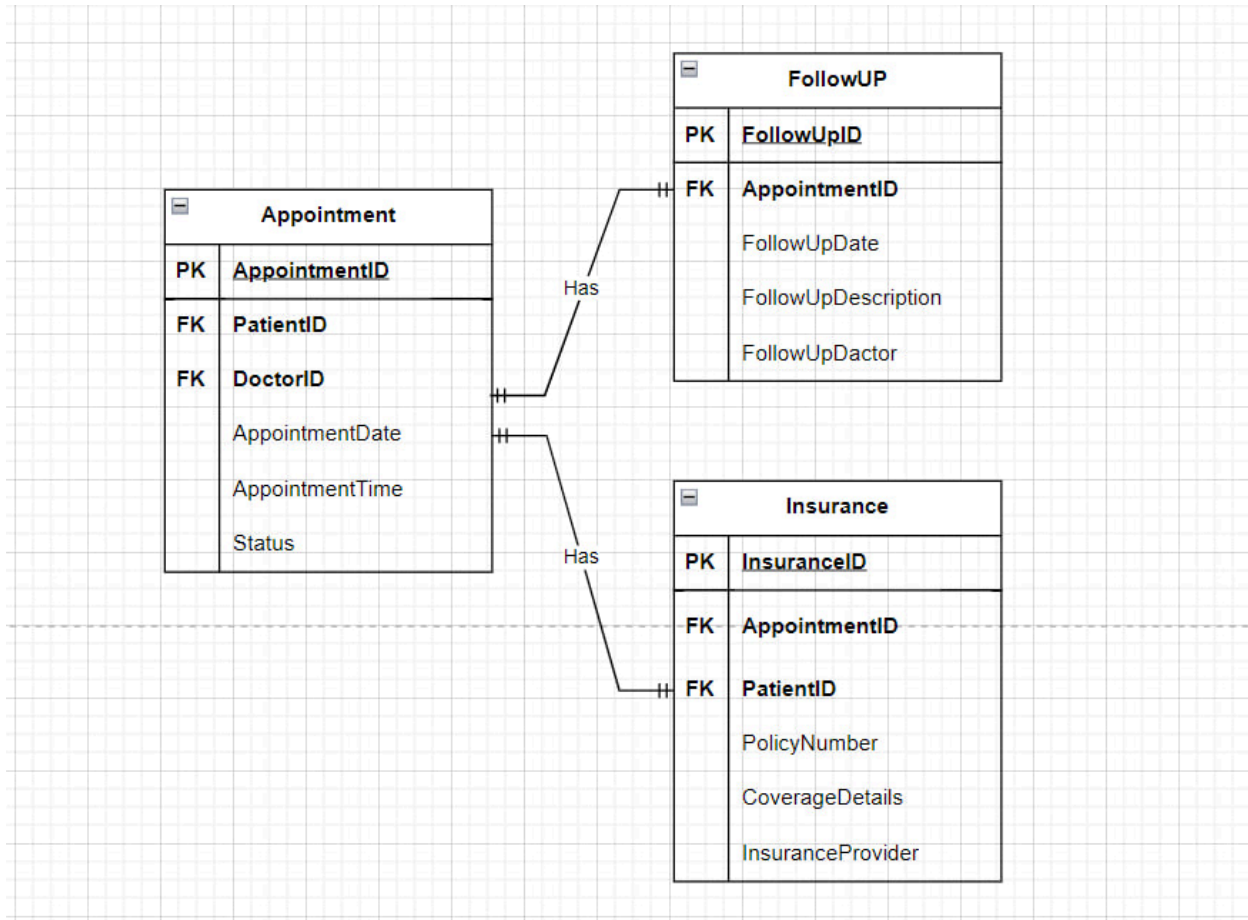 Appointment
PK AppointmentID
FK PatientID
FK DoctorID
AppointmentDate
AppointmentTime
Status
Has
Has
FollowUP
PK FollowUpID
FK AppointmentID
FollowUpDate
FollowUpDescription
FollowUpDactor
Insurance
PK InsuranceID
FK AppointmentID
FK PatientID
PolicyNumber
CoverageDetails
InsuranceProvider